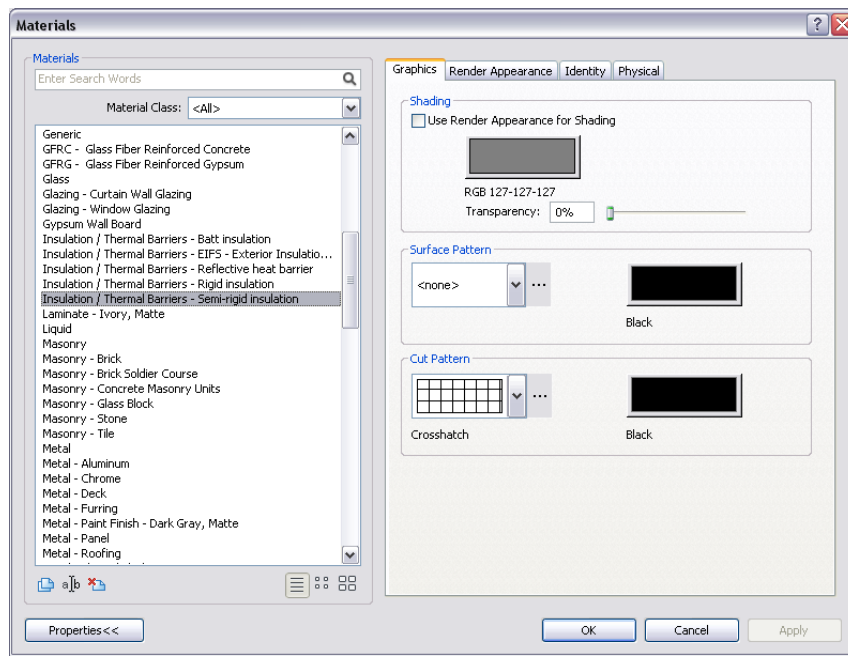 Materials
Materials
Enter Search Words
Material Class: <All>
Generic
GFRC - Glass Fiber Reinforced Concrete
GFRG - Glass Fiber Reinforced Gypsum
Glass
Glazing - Curtain Wall Glazing
Glazing - Window Glazing
Gypsum Wall Board
Insulation / Thermal Barriers - Batt insulation
Insulation / Thermal Barriers - EIFS - Exterior Insulatio...
Insulation / Thermal Barriers - Reflective heat barrier
Insulation / Thermal Barriers - Rigid insulation
Insulation / Thermal Barriers - Semi-rigid insulation
Laminate - Ivory, Matte
Liquid
Masonry
Masonry - Brick
Masonry - Brick Soldier Course
Masonry - Concrete Masonry Units
Masonry - Glass Block
Masonry - Stone
Masonry - Tile
Metal
Metal - Aluminum
Metal - Chrome
Metal - Deck
Metal - Furring
Metal - Paint Finish - Dark Gray, Matte
Metal - Panel
Metal - Roofing
Properties<<
Graphics Render Appearance Identity Physical
Shading
Use Render Appearance for Shading
RGB 127-127-127
Transparency: 0%
Surface Pattern
<none> ...
Black
Cut Pattern
...
Crosshatch Black
OK Cancel Apply